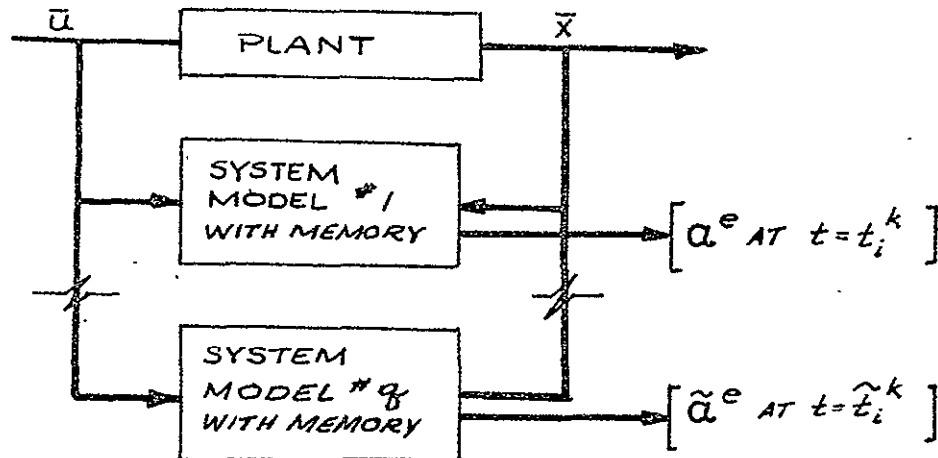 ū x̄
PLANT
SYSTEM
MODEL #1
WITH MEMORY
[a^e AT t=t_i^k]
SYSTEM
MODEL #q
WITH MEMORY
[ã^e AT t=t̃_i^k]